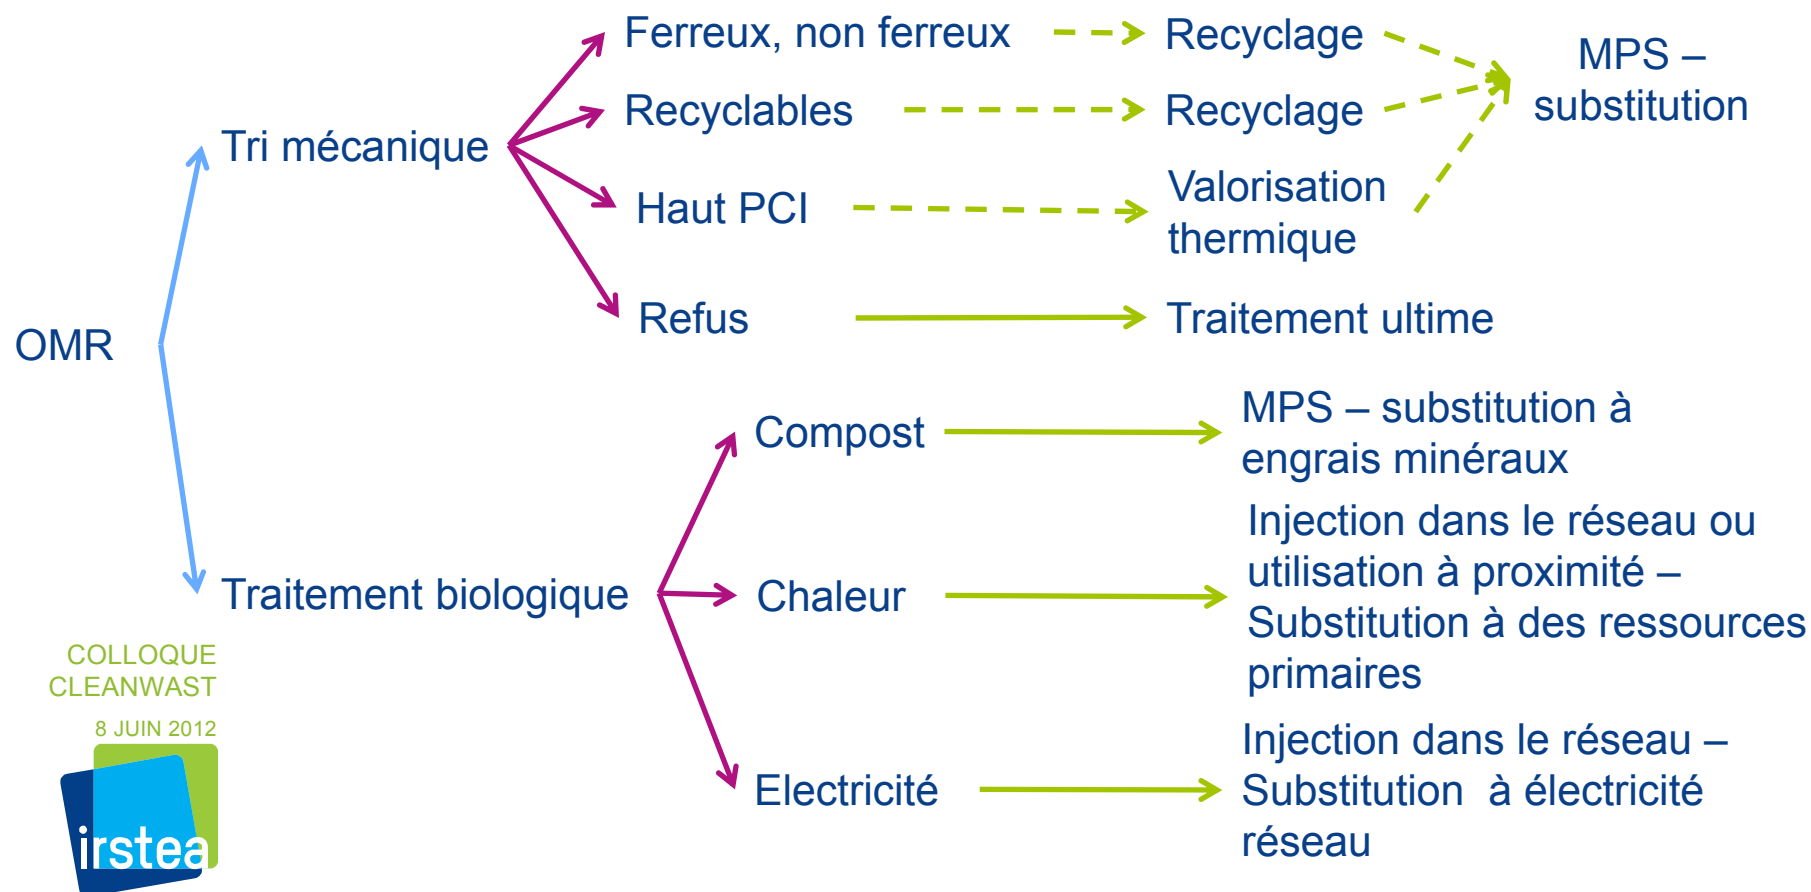 Ferreux, non ferreux
Recyclage
MPS –
substitution
Recyclables
Recyclage
Tri mécanique
Haut PCI
Valorisation
thermique
Refus
Traitement ultime
OMR
Compost
MPS – substitution à
engrais minéraux
Traitement biologique
Chaleur
Injection dans le réseau ou
utilisation à proximité –
Substitution à des ressources
primaires
Electricité
Injection dans le réseau –
Substitution  à électricité
réseau
COLLOQUE
CLEANWAST
8 JUIN 2012
irstea